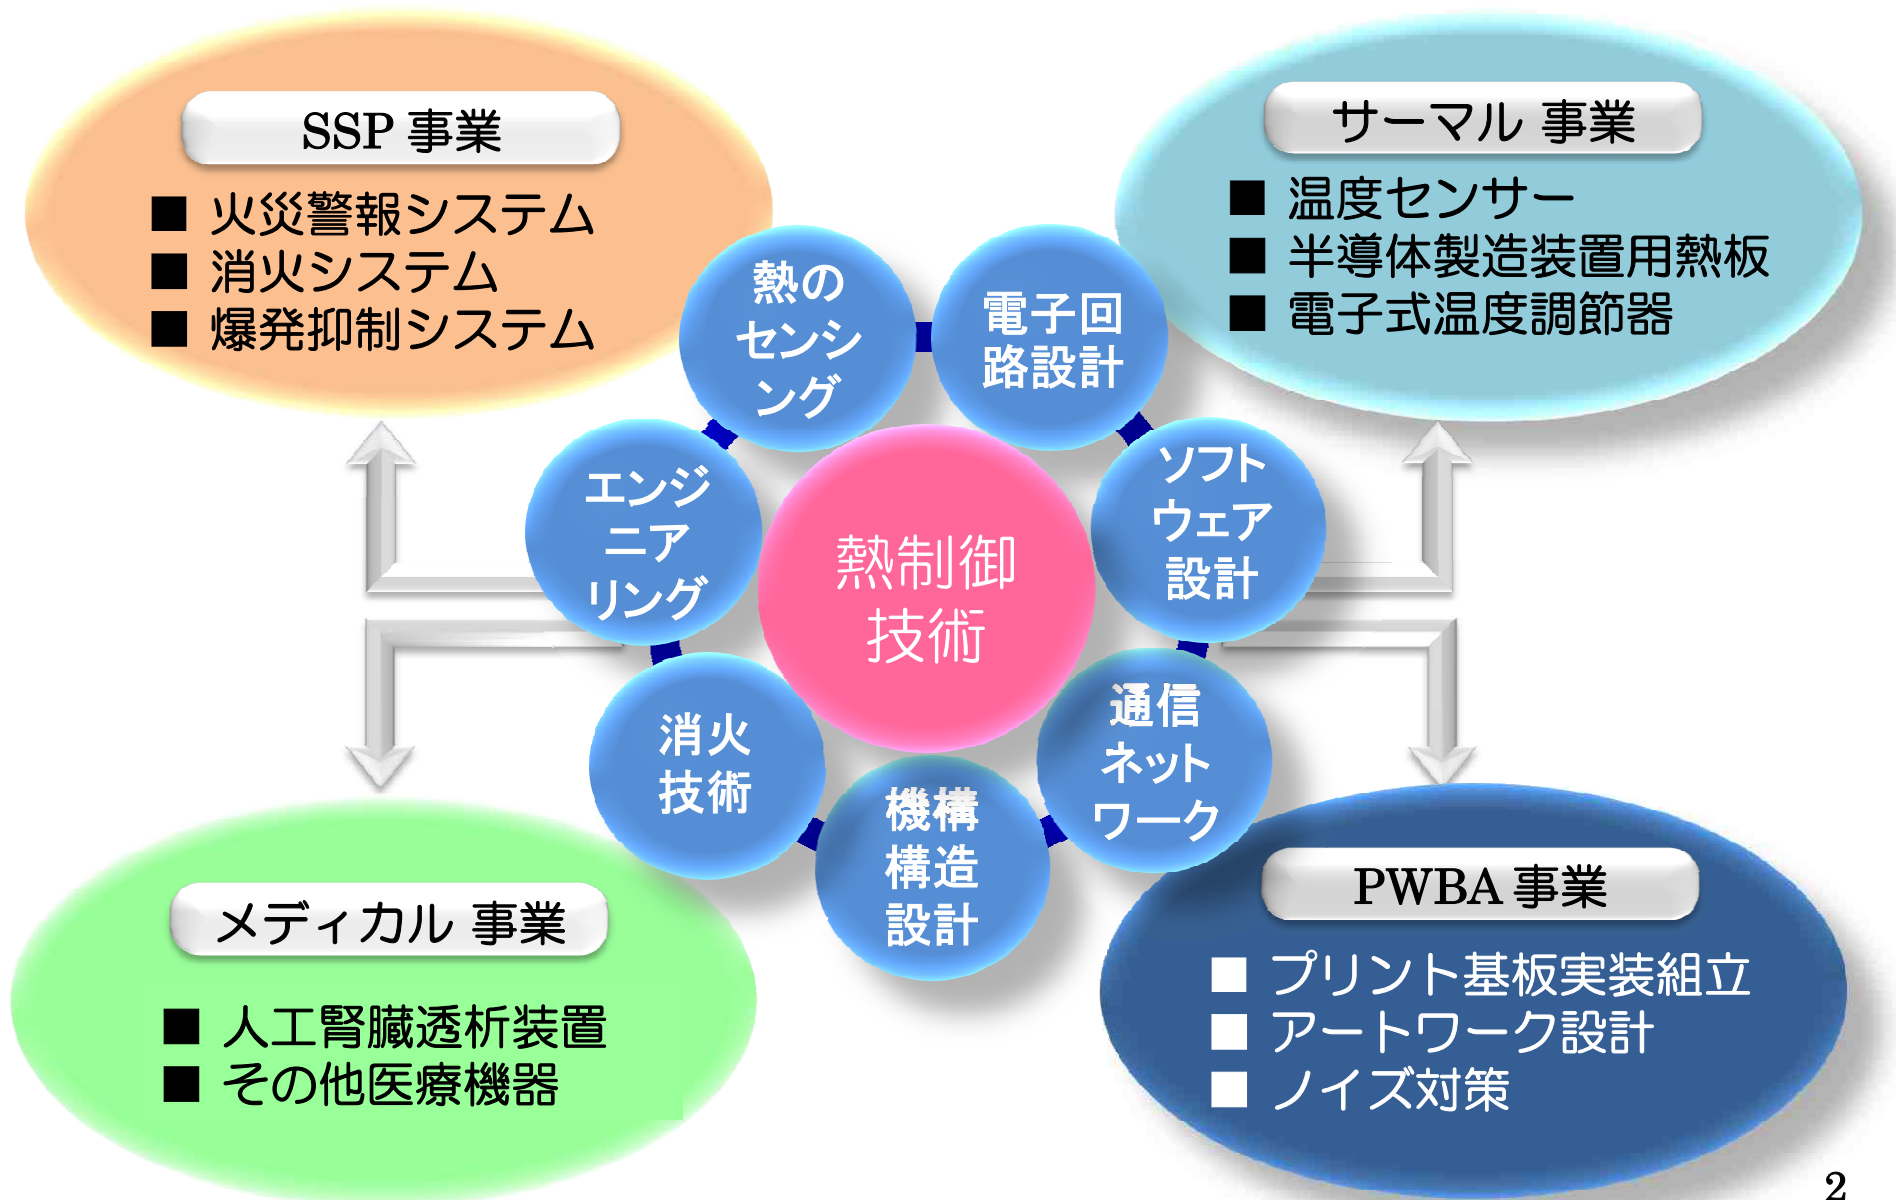 SSP 事業
■ 火災警報システム
■ 消火システム
■ 爆発抑制システム
サーマル 事業
■ 温度センサー
■ 半導体製造装置用熱板
■ 電子式温度調節器
熱の
センシ
ング
電子回
路設計
エンジ
ニア
リング
ソフト
ウェア
設計
熱制御
技術
消火
技術
通信
ネット
ワーク
機構
構造
設計
メディカル 事業
■ 人工腎臓透析装置
■ その他医療機器
PWBA 事業
■ プリント基板実装組立
■ アートワーク設計
■ ノイズ対策
2